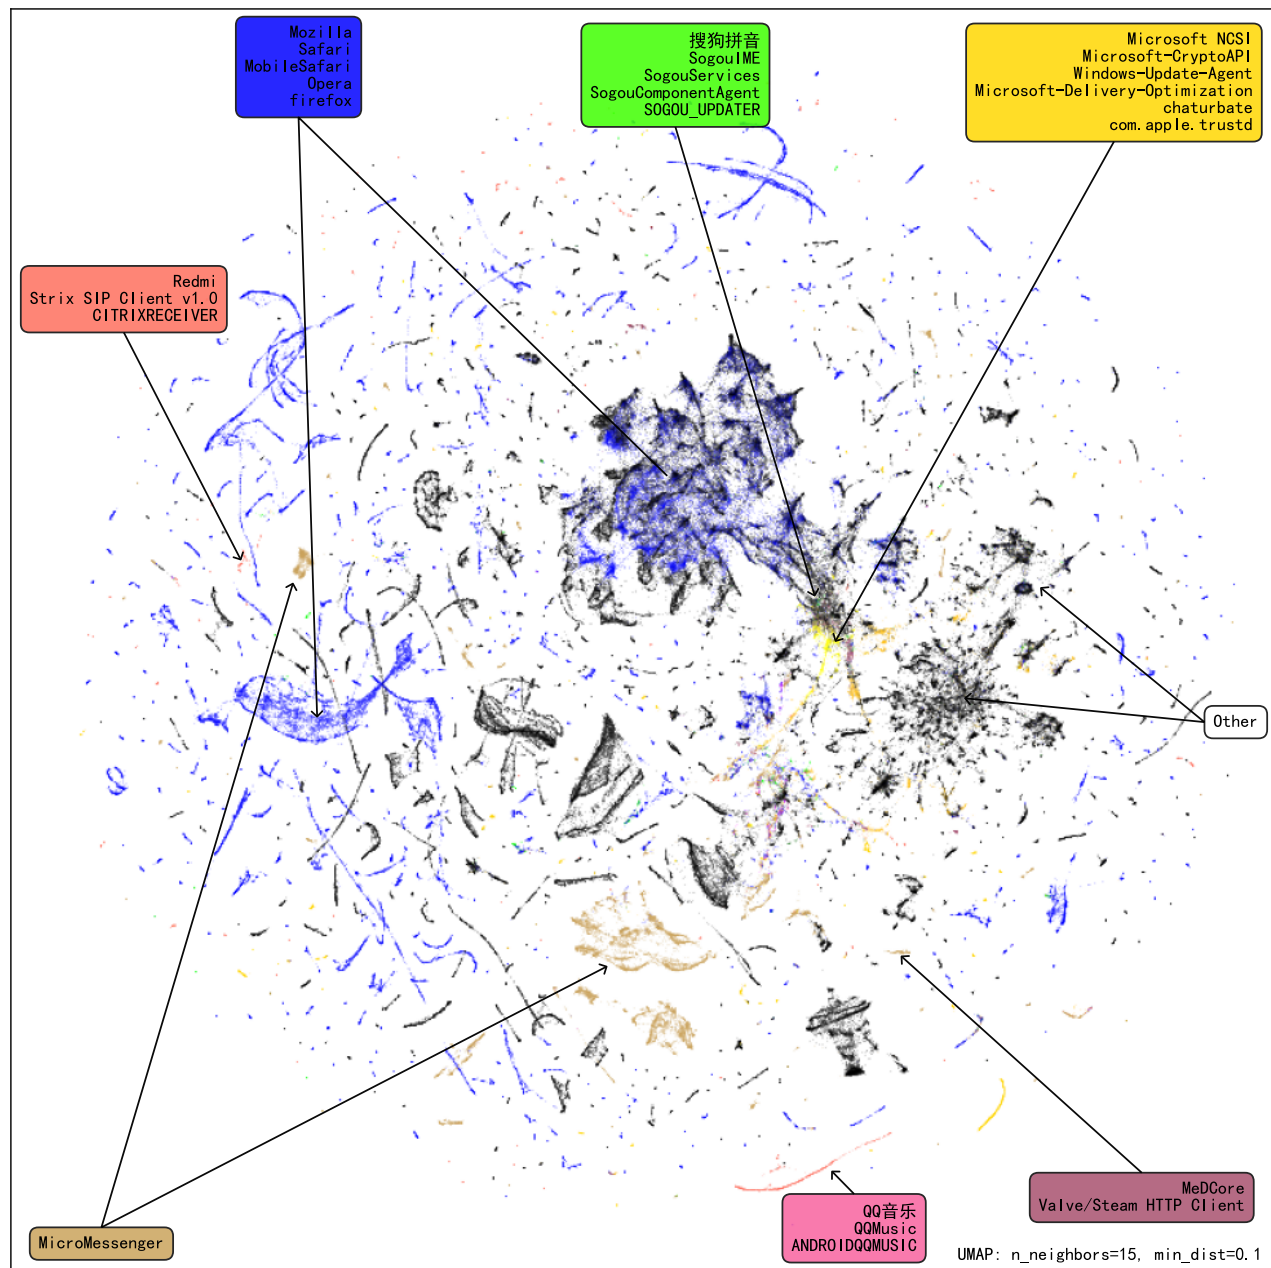 Mozilla
Safari
MobileSafari
Opera
firefox
搜狗拼音
SogouIME
SogouServices
SogouComponentAgent
SOGOU_UPDATER
Microsoft NCSI
Microsoft-CryptoAPI
Windows-Update-Agent
Microsoft-Delivery-Optimization
chaturbate
com.apple.trustd
Redmi
Strix SIP Client v1.0
CITRIXRECEIVER
Other
MeDCore
Valve/Steam HTTP Client
QQ音乐
QQMusic
ANDROIDQQMUSIC
MicroMessenger
UMAP: n_neighbors=15, min_dist=0.1